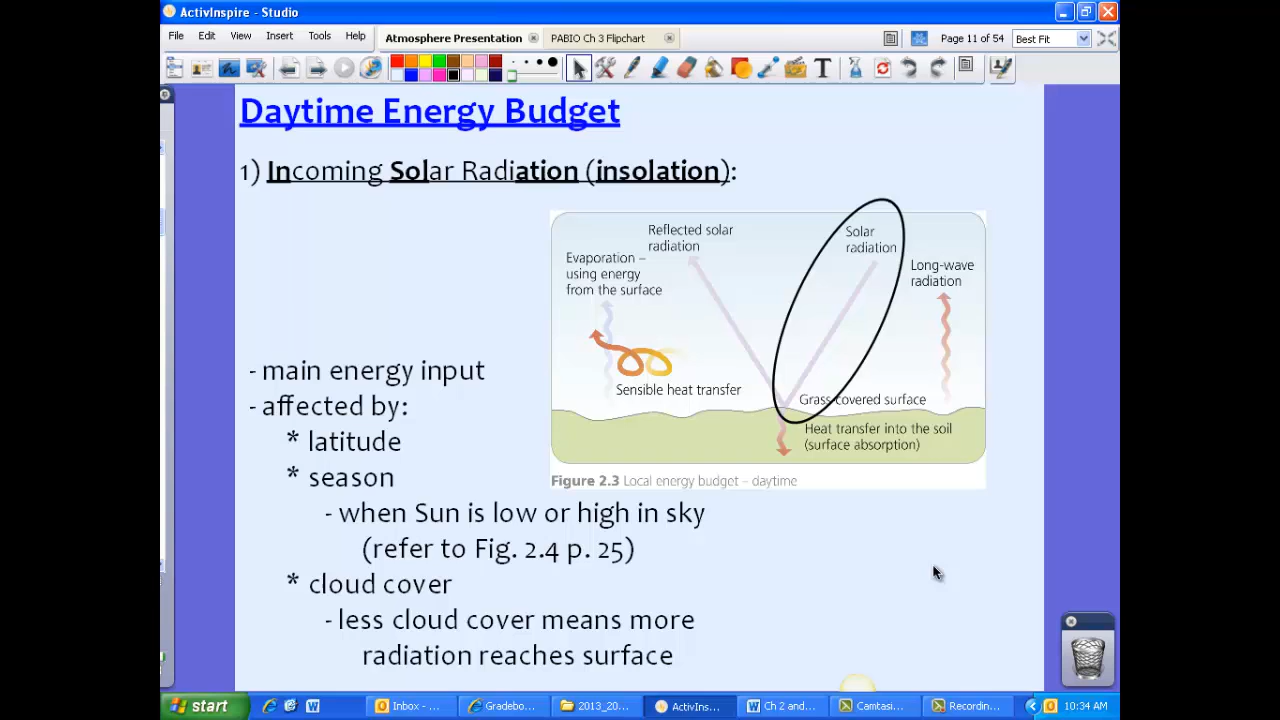 ActivInspire - Studio
File Edit View Insert Tools Help
Atmosphere Presentation
PABIO Ch 3 Flipchart
Page 11 of 54
Best Fit
Daytime Energy Budget
1) Incoming Solar Radiation (insolation):
Reflected solar
radiation
Solar
radiation
Evaporation –
using energy
from the surface
Long-wave
radiation
Sensible heat transfer
Grass covered surface
Heat transfer into the soil
(surface absorption)
Figure 2.3 Local energy budget – daytime
- main energy input
- affected by:
* latitude
* season
- when Sun is low or high in sky
(refer to Fig. 2.4 p. 25)
* cloud cover
- less cloud cover means more
radiation reaches surface
start
Inbox - ...
Gradebo...
2013_20...
ActivIns...
Ch 2 and...
Camtasi...
Recordin...
10:34 AM